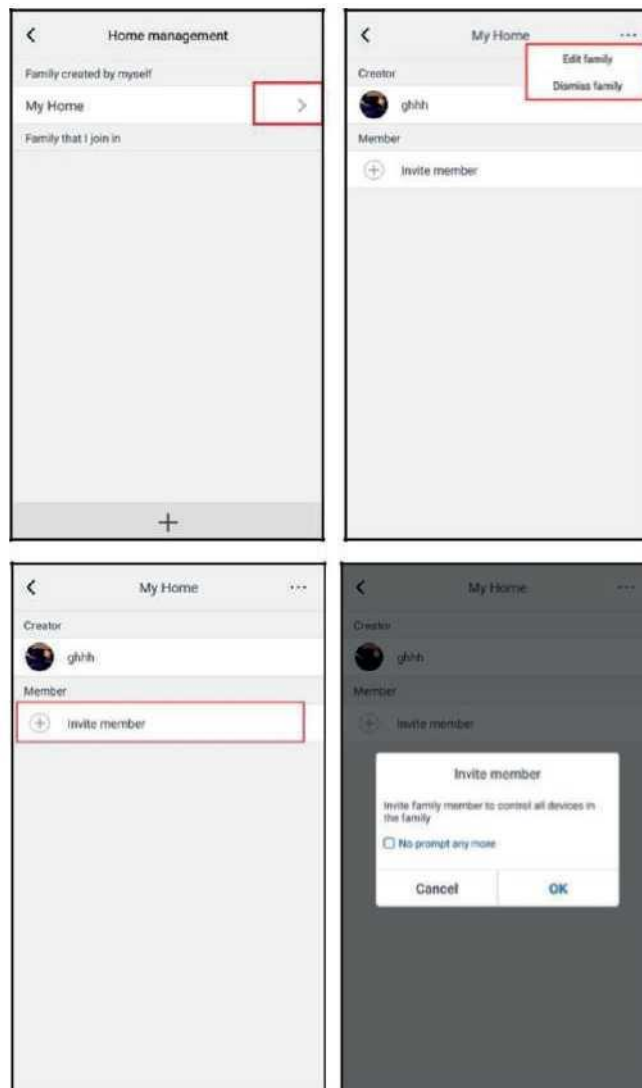 Home management
Family created by myself
My Home
Family that I join in
My Home
Edit family
Dismiss family
Creator
ghhh
Member
Invite member
My Home
Creator
ghhh
Member
Invite member
My Home
Creator
ghhh
Member
Invite member
Invite member
Invite family member to control all devices in
the family
No prompt any more
Cancel
OK